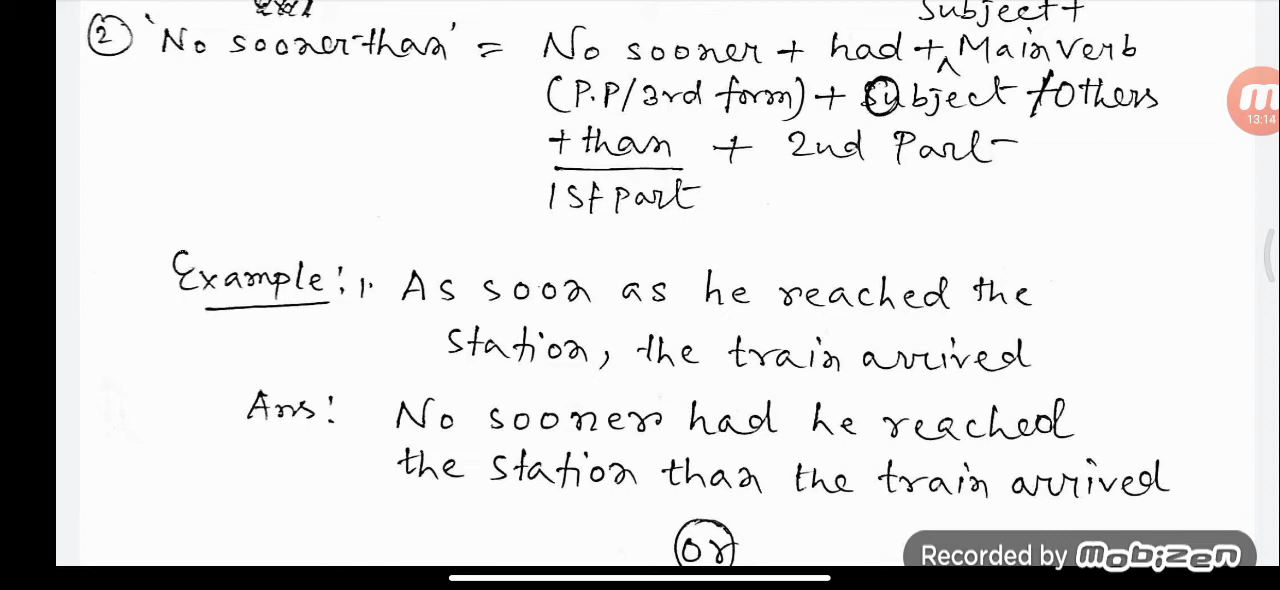 Subject +
② 'No sooner-than' = No sooner + had + ^ Main verb
(P.P/3rd form) + Subject + Others
+ than + 2nd Part
1st part
Example: 1. As soon as he reached the
station, the train arrived
Ans: No sooner had he reached
the station than the train arrived
or
13:14
Recorded by mobizen